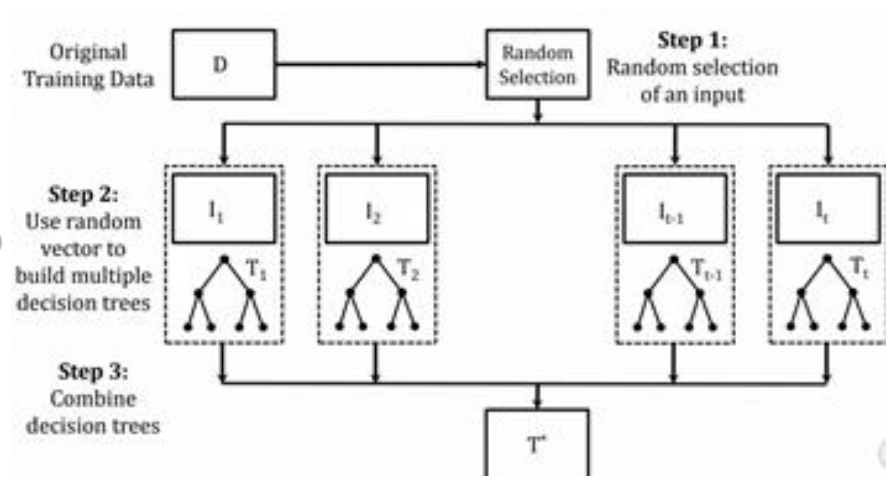 Original
Training Data
D
Random
Selection
Step 1:
Random selection
of an input
Step 2:
Use random
vector to
build multiple
decision trees
I₁
I₂
Iₜ₋₁
Iₜ
T₁
T₂
Tₜ₋₁
Tₜ
Step 3:
Combine
decision trees
T*